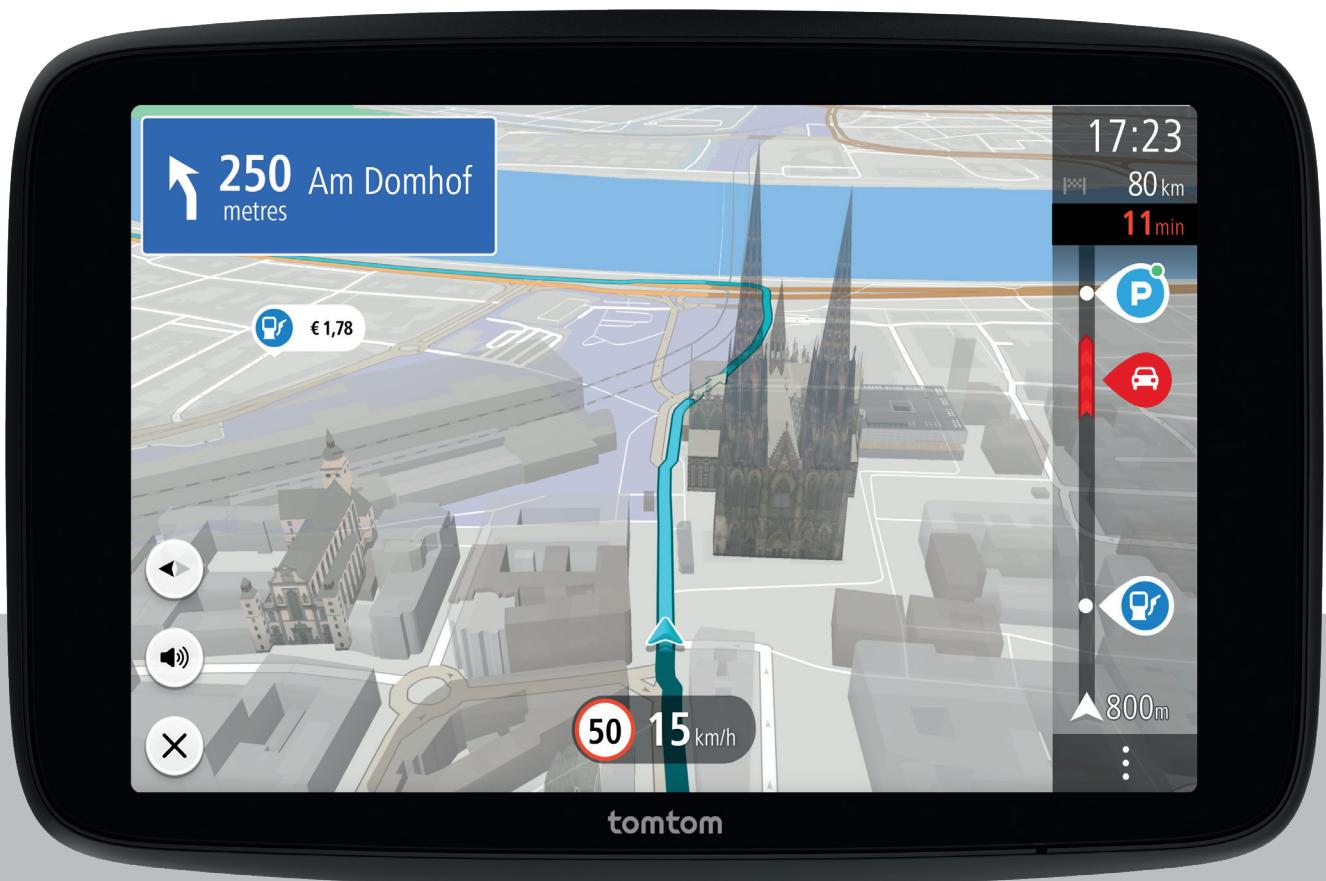 250 Am Domhof
metres
€ 1,78
17:23
80 km
11 min
P
800m
50 15 km/h
tomtom